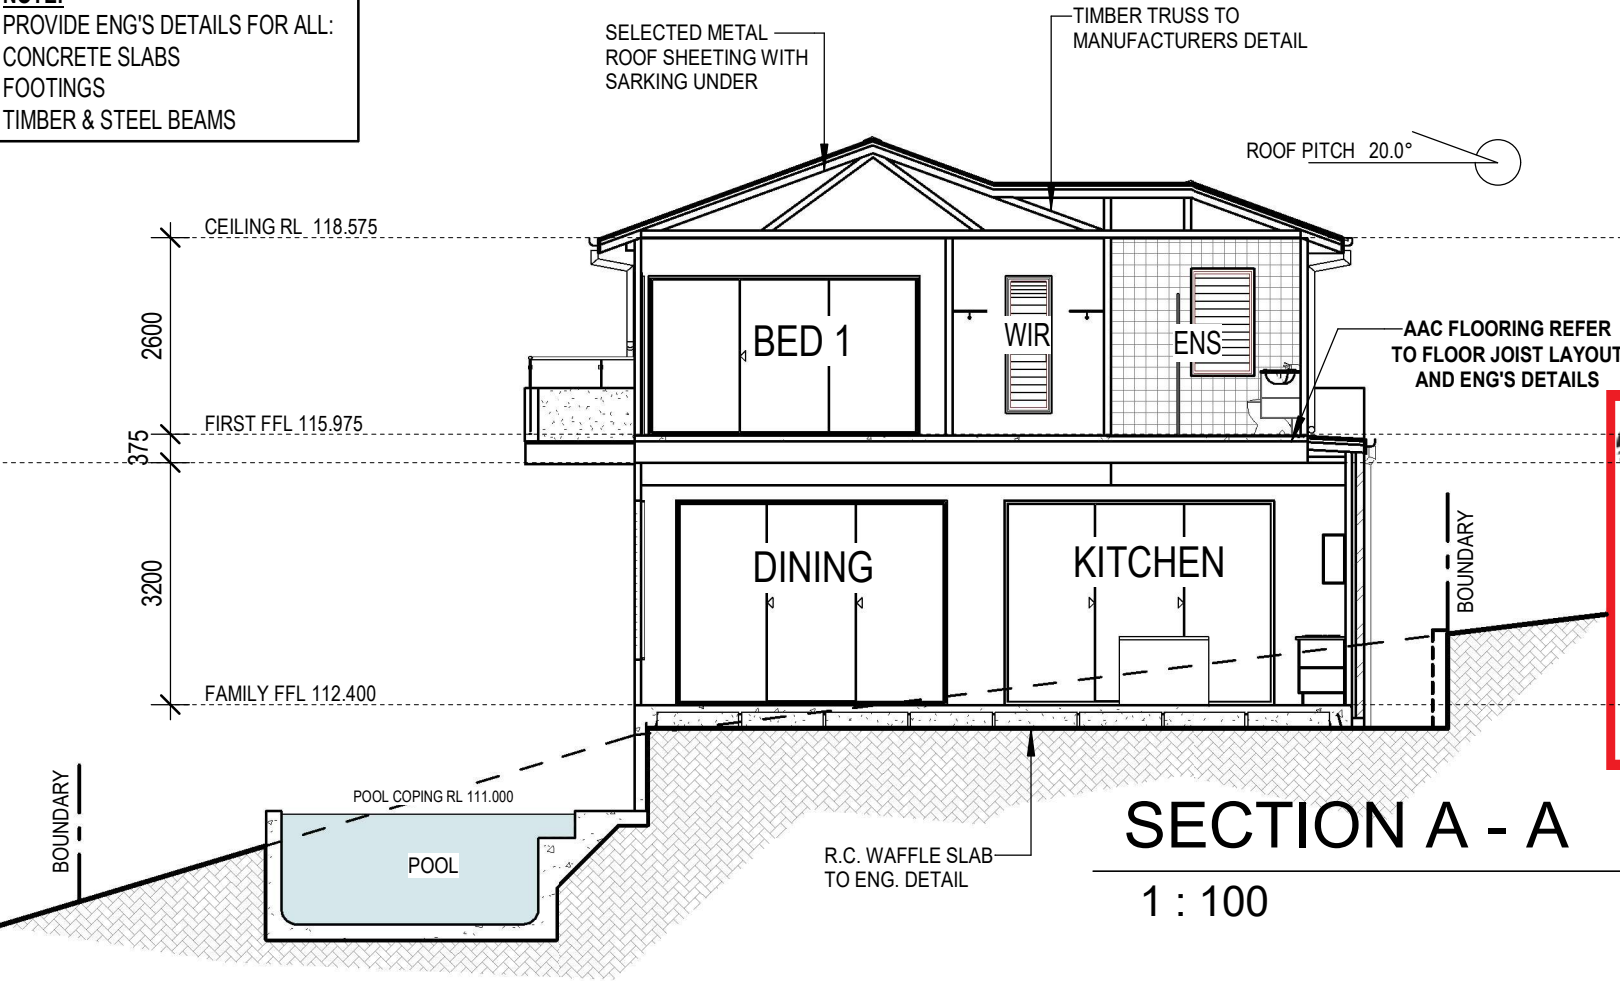 NOTE:
PROVIDE ENG'S DETAILS FOR ALL:
CONCRETE SLABS
FOOTINGS
TIMBER & STEEL BEAMS
SELECTED METAL
ROOF SHEETING WITH
SARKING UNDER
TIMBER TRUSS TO
MANUFACTURERS DETAIL
ROOF PITCH 20.0°
CEILING RL 118.575
2600
BED 1
WIR
ENS
AAC FLOORING REFER
TO FLOOR JOIST LAYOUT
AND ENG'S DETAILS
FIRST FFL 115.975
375
3200
DINING
KITCHEN
BOUNDARY
FAMILY FFL 112.400
BOUNDARY
POOL COPING RL 111.000
POOL
R.C. WAFFLE SLAB
TO ENG. DETAIL
SECTION A - A
1 : 100